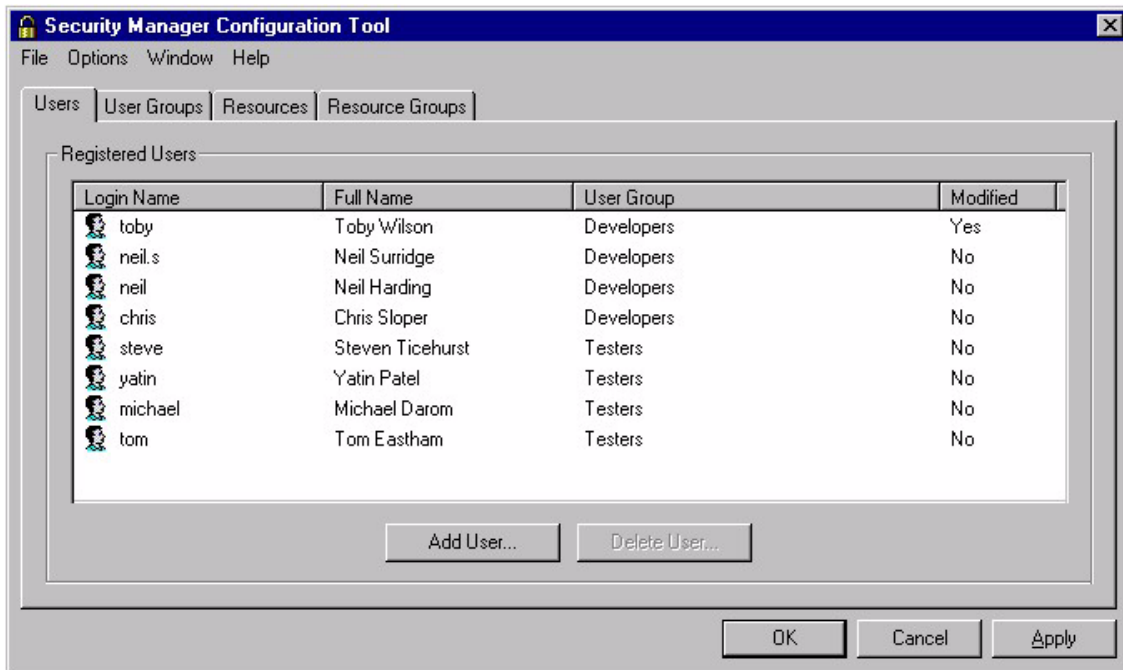 Security Manager Configuration Tool
File Options Window Help
Users User Groups Resources Resource Groups
Registered Users
Login Name Full Name User Group Modified
toby Toby Wilson Developers Yes
neil.s Neil Surridge Developers No
neil Neil Harding Developers No
chris Chris Sloper Developers No
steve Steven Ticehurst Testers No
yatin Yatin Patel Testers No
michael Michael Darom Testers No
tom Tom Eastham Testers No
Add User... Delete User...
OK Cancel Apply